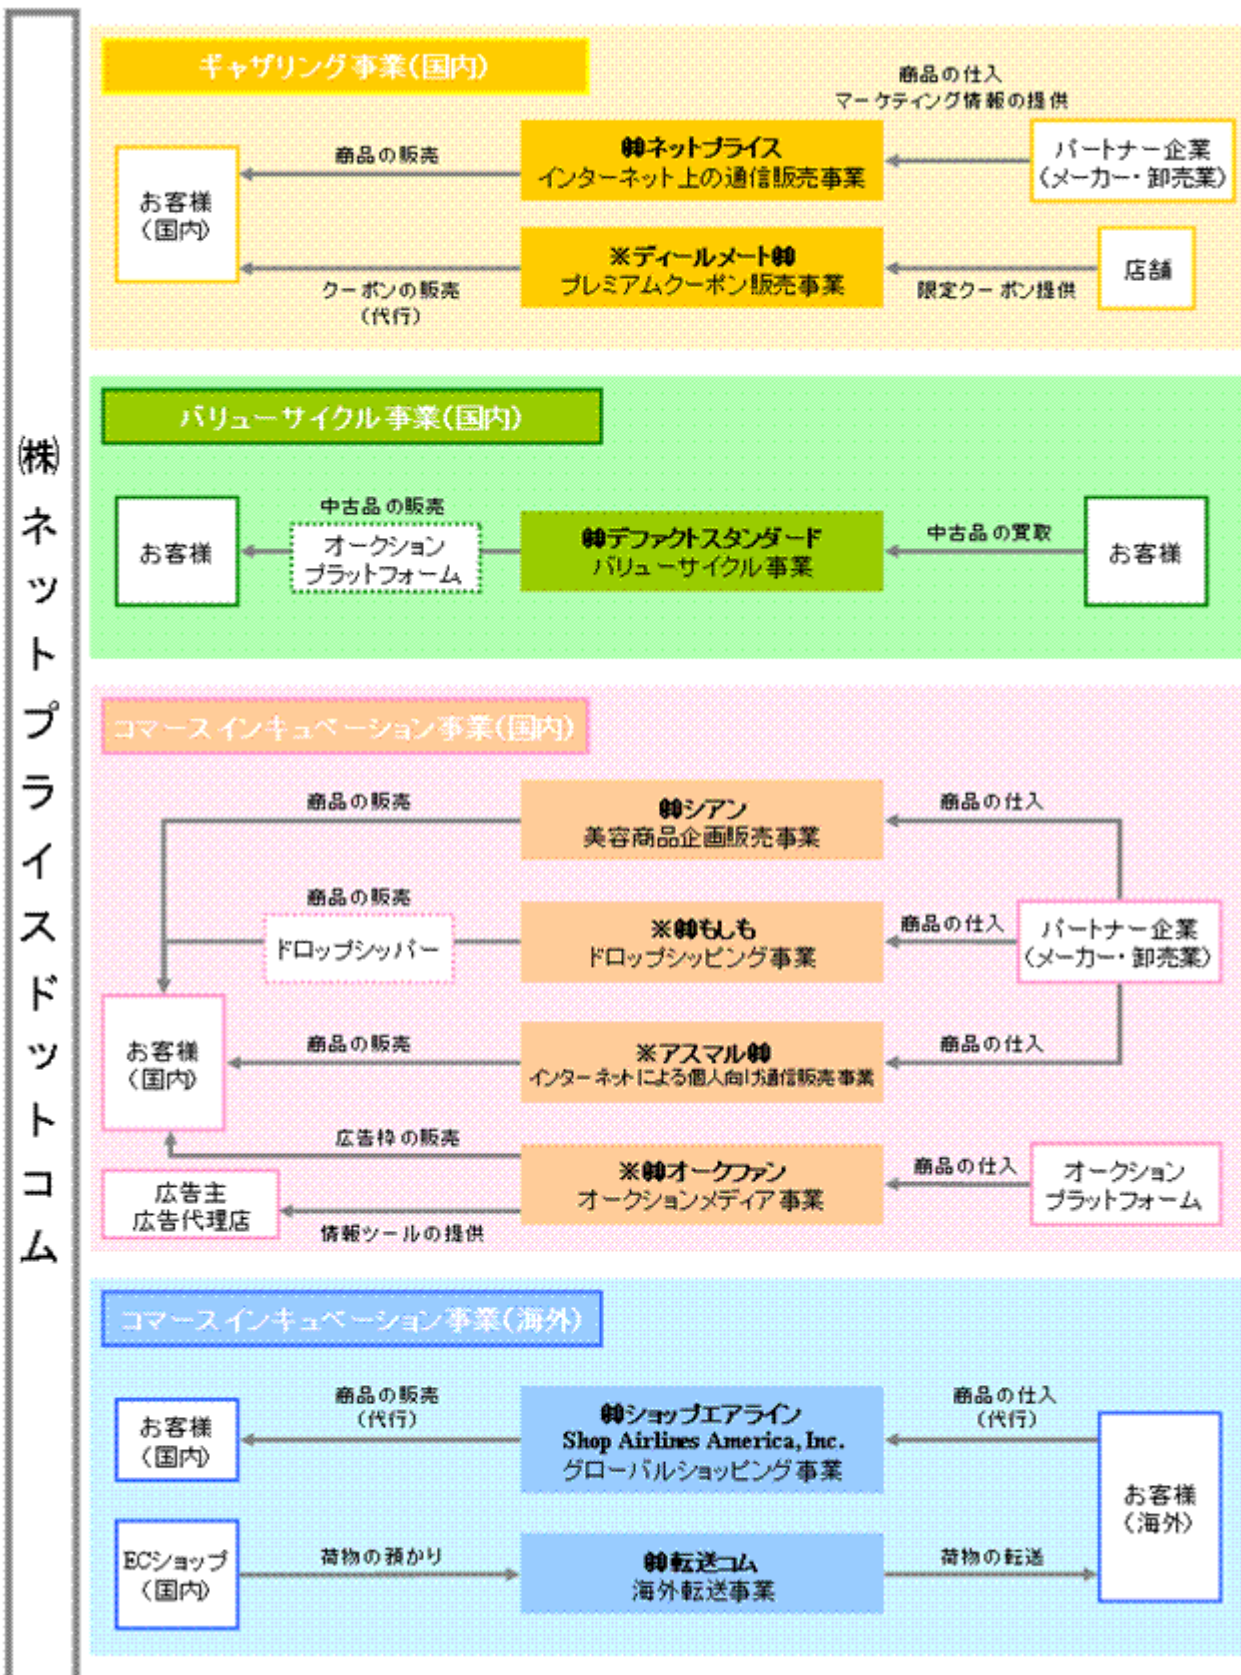 ㈱ネットプライスドットコム
ギャザリング事業(国内)
商品の仕入
マーケティング情報の提供
お客様
(国内)
商品の販売
㈱ネットプライス
インターネット上の通信販売事業
パートナー企業
(メーカー・卸売業)
クーポンの販売
(代行)
※ディールメート㈱
プレミアムクーポン販売事業
限定クーポン提供
店舗
バリューサイクル事業(国内)
お客様
中古品の販売
オークション
プラットフォーム
㈱デファクトスタンダード
バリューサイクル事業
中古品の買取
お客様
コマースインキュベーション事業(国内)
商品の販売
㈱シアン
美容商品企画販売事業
商品の仕入
商品の販売
ドロップシッパー
※㈱もしも
ドロップシッピング事業
商品の仕入
パートナー企業
(メーカー・卸売業)
お客様
(国内)
商品の販売
※アスマル㈱
インターネットによる個人向け通信販売事業
商品の仕入
広告枠の販売
広告主
広告代理店
情報ツールの提供
※㈱オークファン
オークションメディア事業
商品の仕入
オークション
プラットフォーム
コマースインキュベーション事業(海外)
お客様
(国内)
商品の販売
(代行)
㈱ショップエアライン
Shop Airlines America, Inc.
グローバルショッピング事業
商品の仕入
(代行)
お客様
(海外)
ECショップ
(国内)
荷物の預かり
㈱転送コム
海外転送事業
荷物の転送